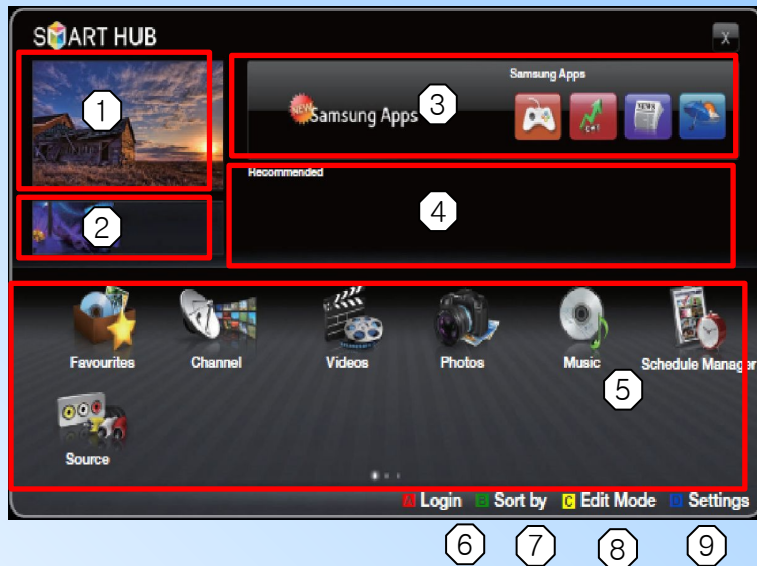 SMART HUB
X
1
Samsung Apps
NEW
Samsung Apps
3
NEWS
Recommended
4
2
Favourites
Channel
Videos
Photos
Music
Schedule Manager
5
Source
A Login B Sort by C Edit Mode D Settings
6 7 8 9